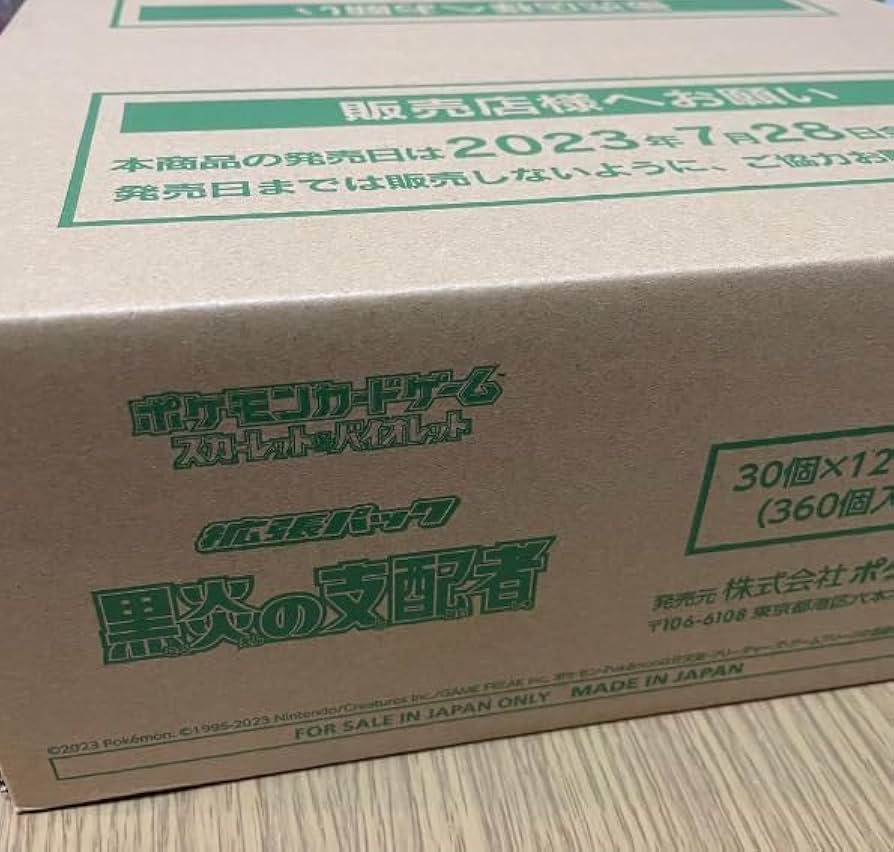 販売店様へお願い
本商品の発売日は2023年7月28日
発売日までは販売しないように、ご協力お願
ポケモンカードゲーム
スカーレット&バイオレット
拡張パック
黒炎の支配者
30個×12
(360個入
発売元 株式会社ポケ
〒106-6108 東京都港区六本
©2023 Pokémon. ©1995-2023 Nintendo/Creatures Inc./GAME FREAK inc.
FOR SALE IN JAPAN ONLY MADE IN JAPAN